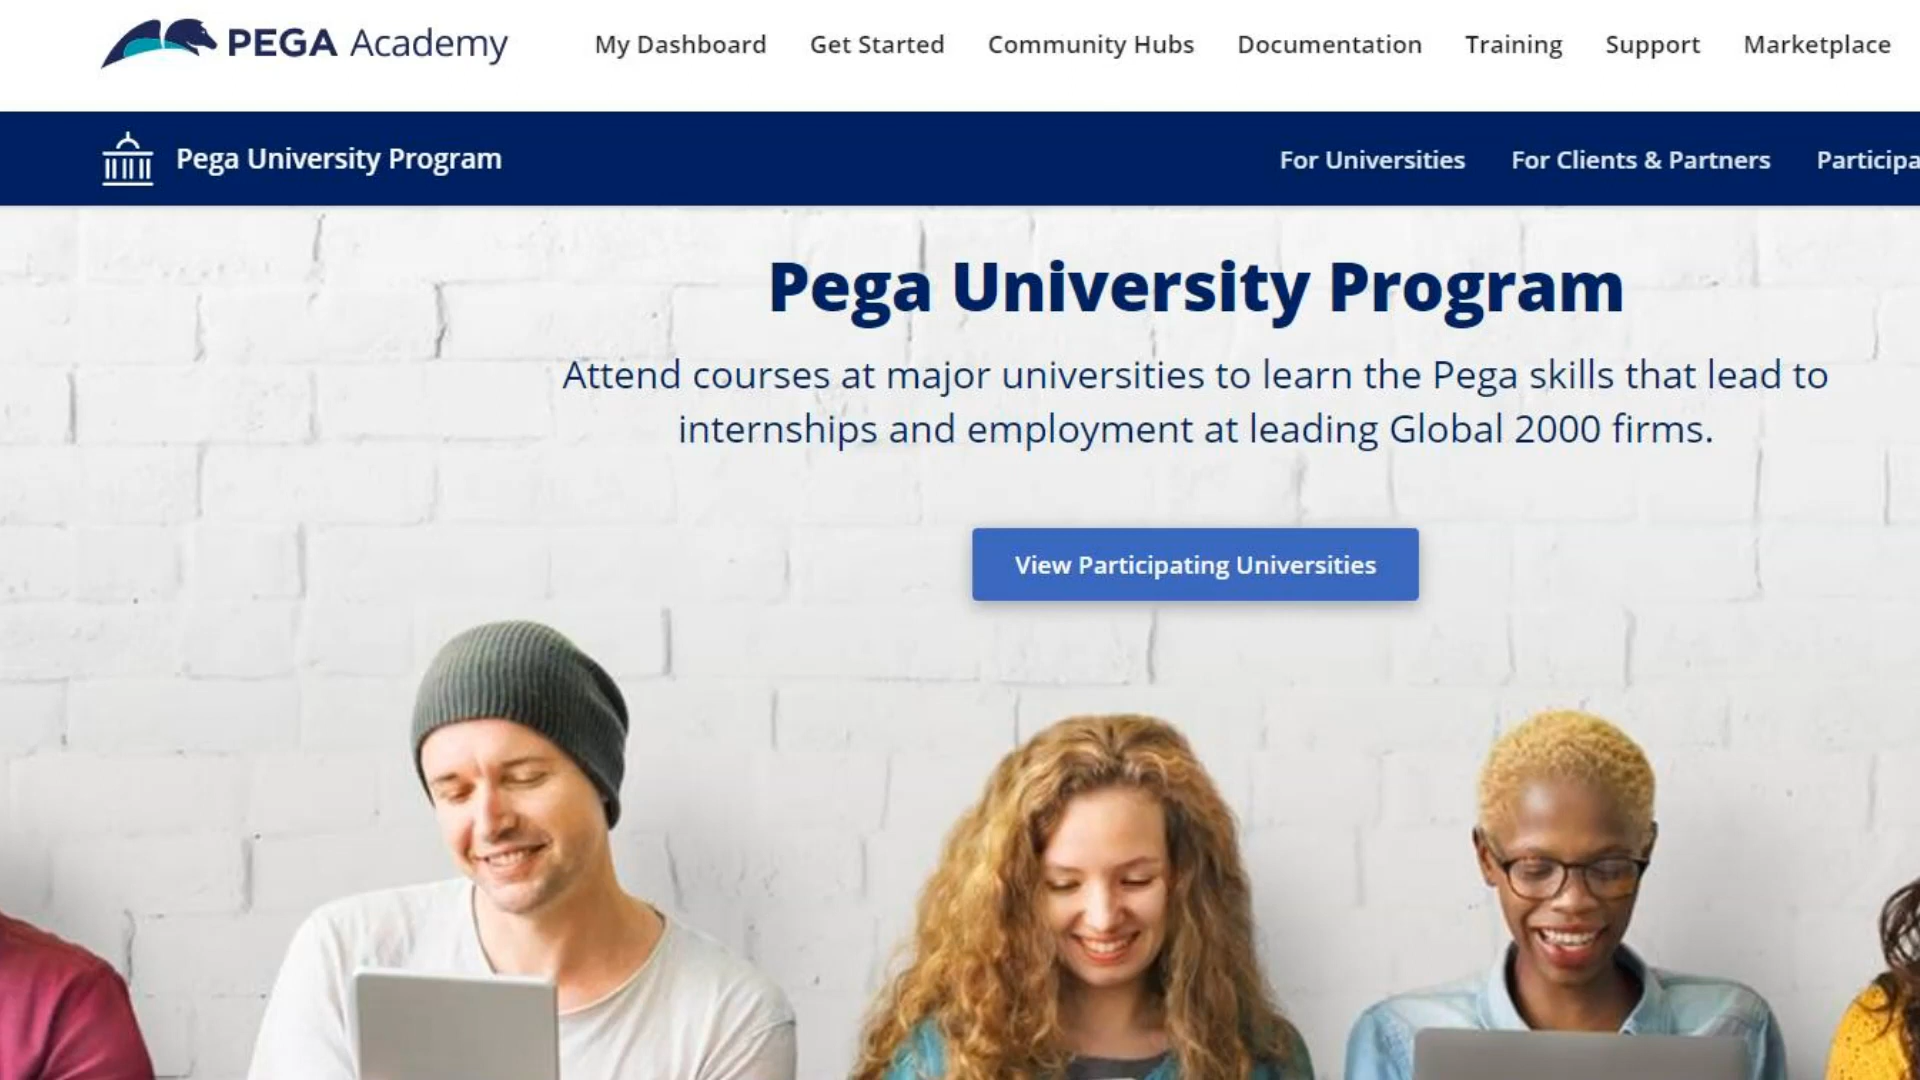 PEGA Academy
My Dashboard
Get Started
Community Hubs
Documentation
Training
Support
Marketplace
Pega University Program
For Universities
For Clients & Partners
Participa
Pega University Program
Attend courses at major universities to learn the Pega skills that lead to
internships and employment at leading Global 2000 firms.
View Participating Universities